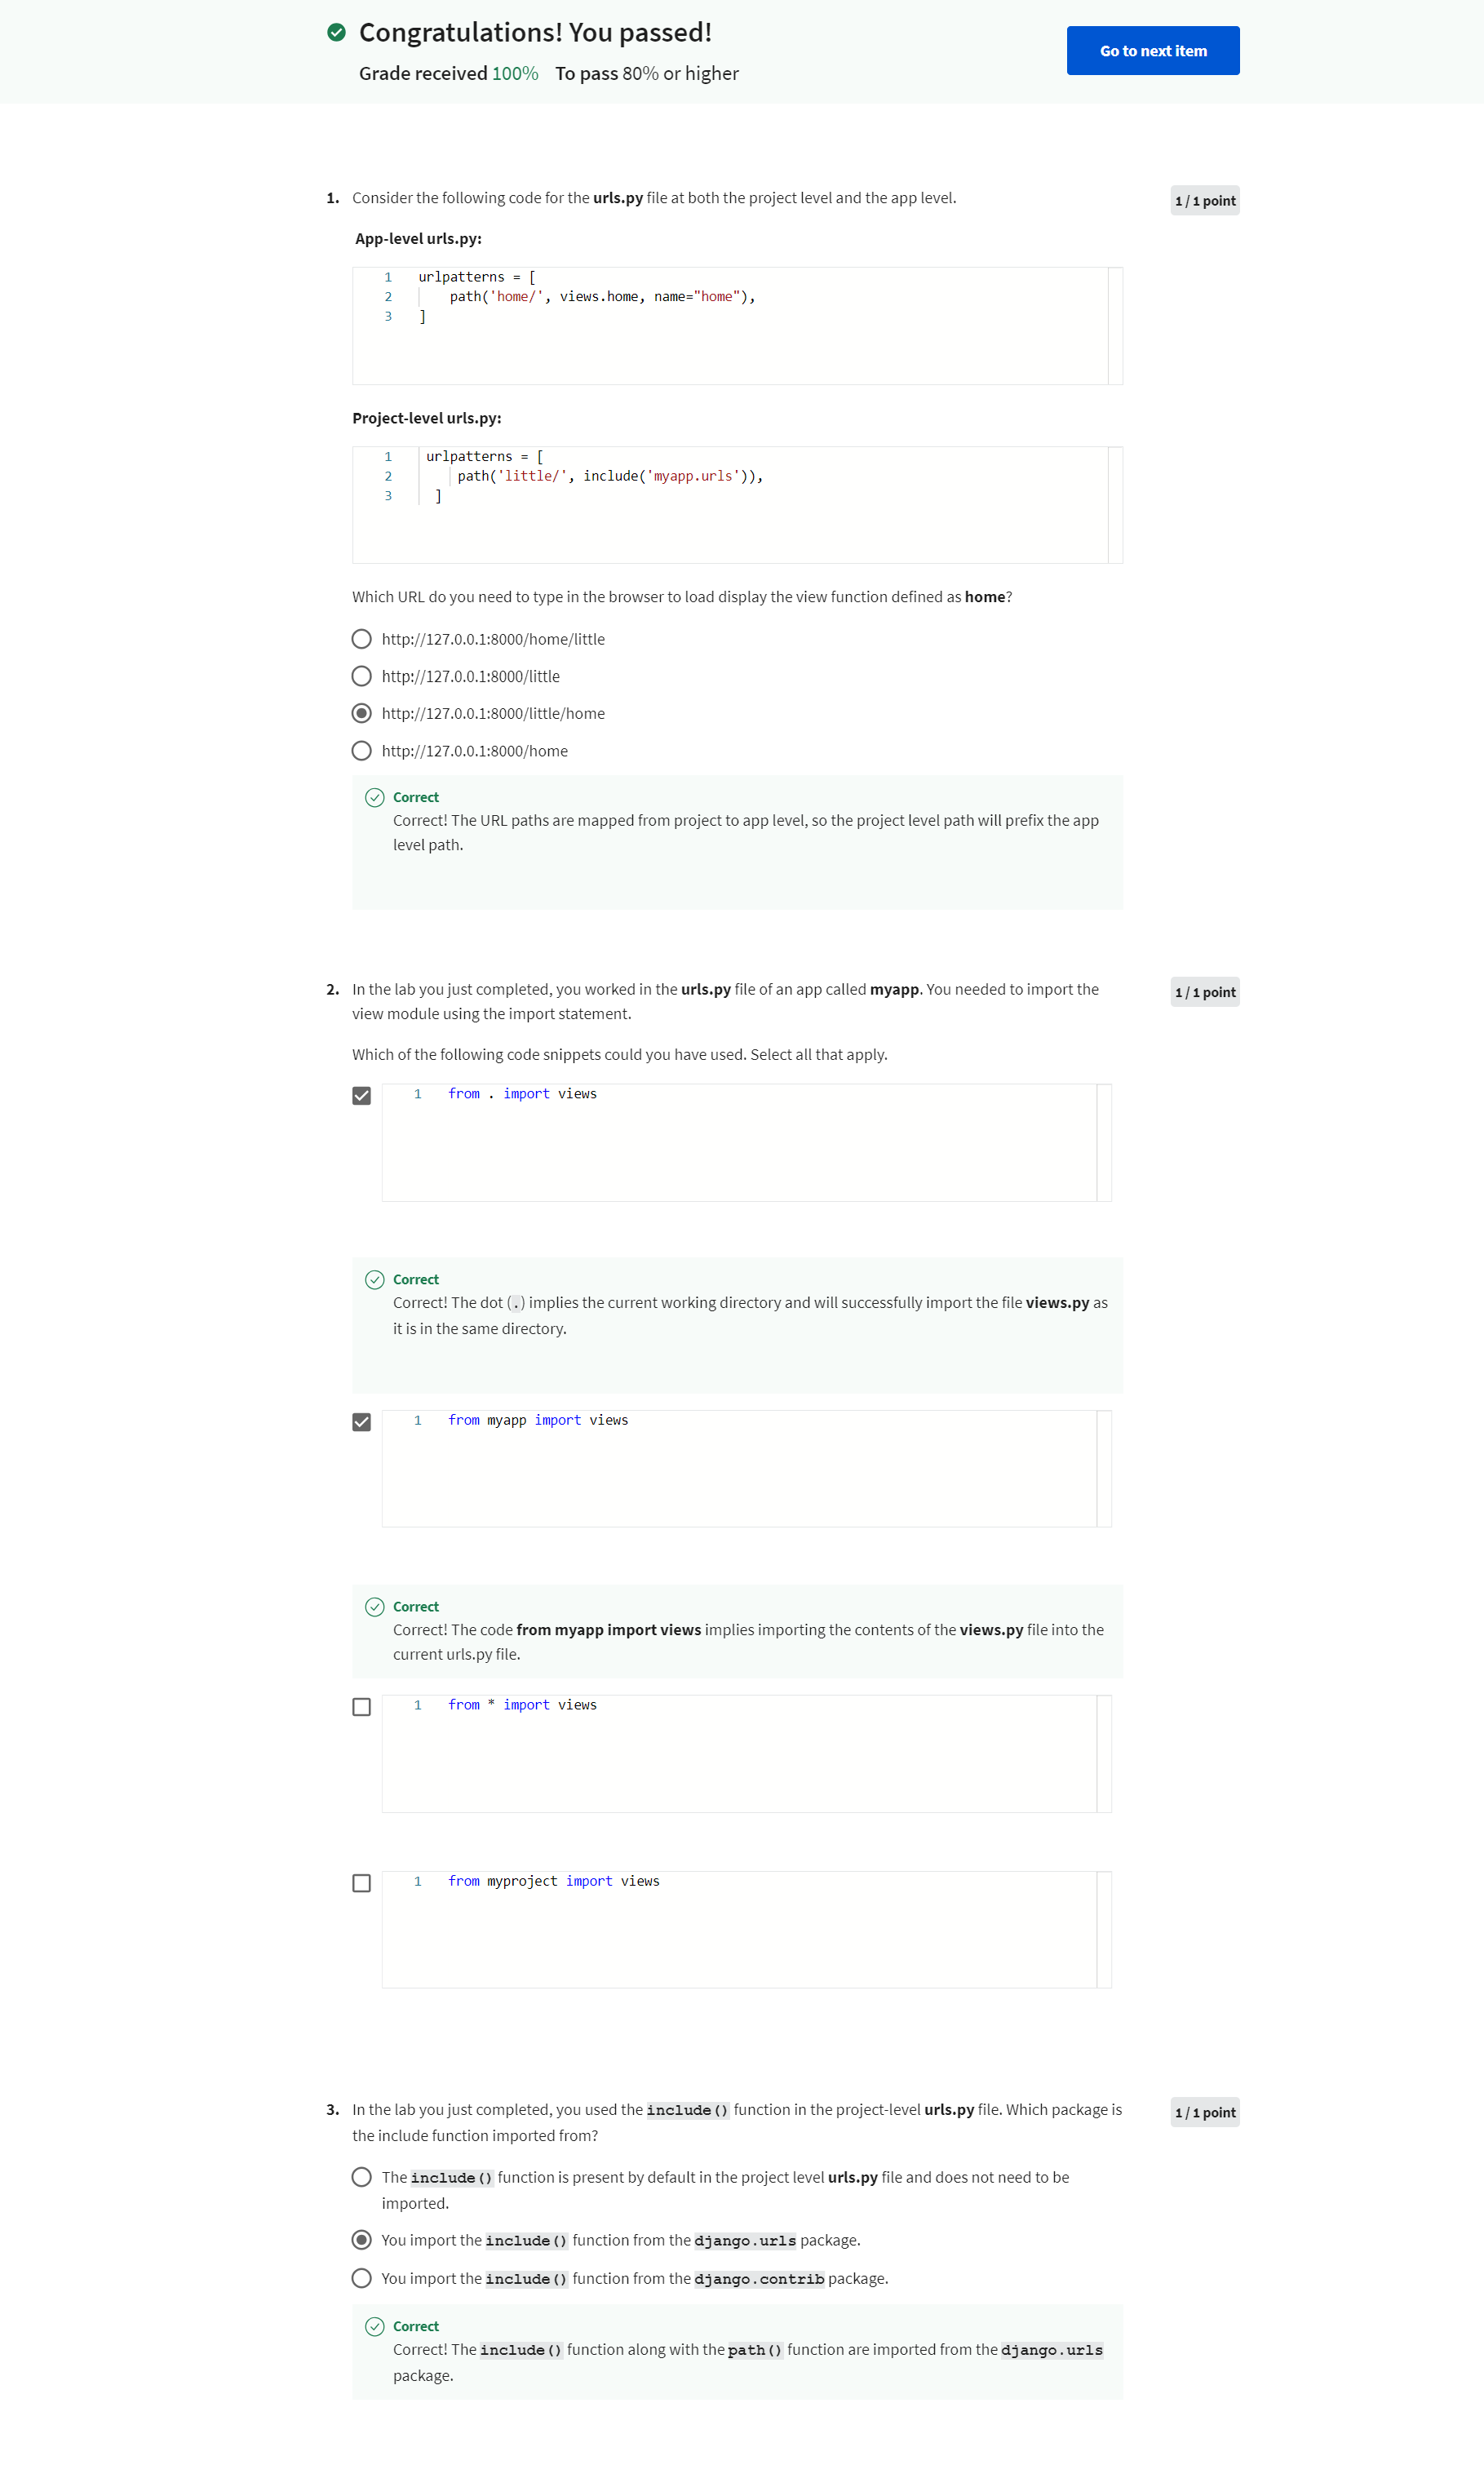 Congratulations! You passed!
Grade received 100% To pass 80% or higher
Go to next item
1. Consider the following code for the urls.py file at both the project level and the app level.
1 / 1 point
App-level urls.py:
1 urlpatterns = [
2 path('home/', views.home, name="home"),
3 ]
Project-level urls.py:
1 urlpatterns = [
2 path('little/', include('myapp.urls')),
3 ]
Which URL do you need to type in the browser to load display the view function defined as home?
http://127.0.0.1:8000/home/little
http://127.0.0.1:8000/little
http://127.0.0.1:8000/little/home
http://127.0.0.1:8000/home
Correct
Correct! The URL paths are mapped from project to app level, so the project level path will prefix the app
level path.
2. In the lab you just completed, you worked in the urls.py file of an app called myapp. You needed to import the
view module using the import statement.
1 / 1 point
Which of the following code snippets could you have used. Select all that apply.
1 from . import views
Correct
Correct! The dot (.) implies the current working directory and will successfully import the file views.py as
it is in the same directory.
1 from myapp import views
Correct
Correct! The code from myapp import views implies importing the contents of the views.py file into the
current urls.py file.
1 from * import views
1 from myproject import views
3. In the lab you just completed, you used the include() function in the project-level urls.py file. Which package is
the include function imported from?
1 / 1 point
The include() function is present by default in the project level urls.py file and does not need to be
imported.
You import the include() function from the django.urls package.
You import the include() function from the django.contrib package.
Correct
Correct! The include() function along with the path() function are imported from the django.urls
package.